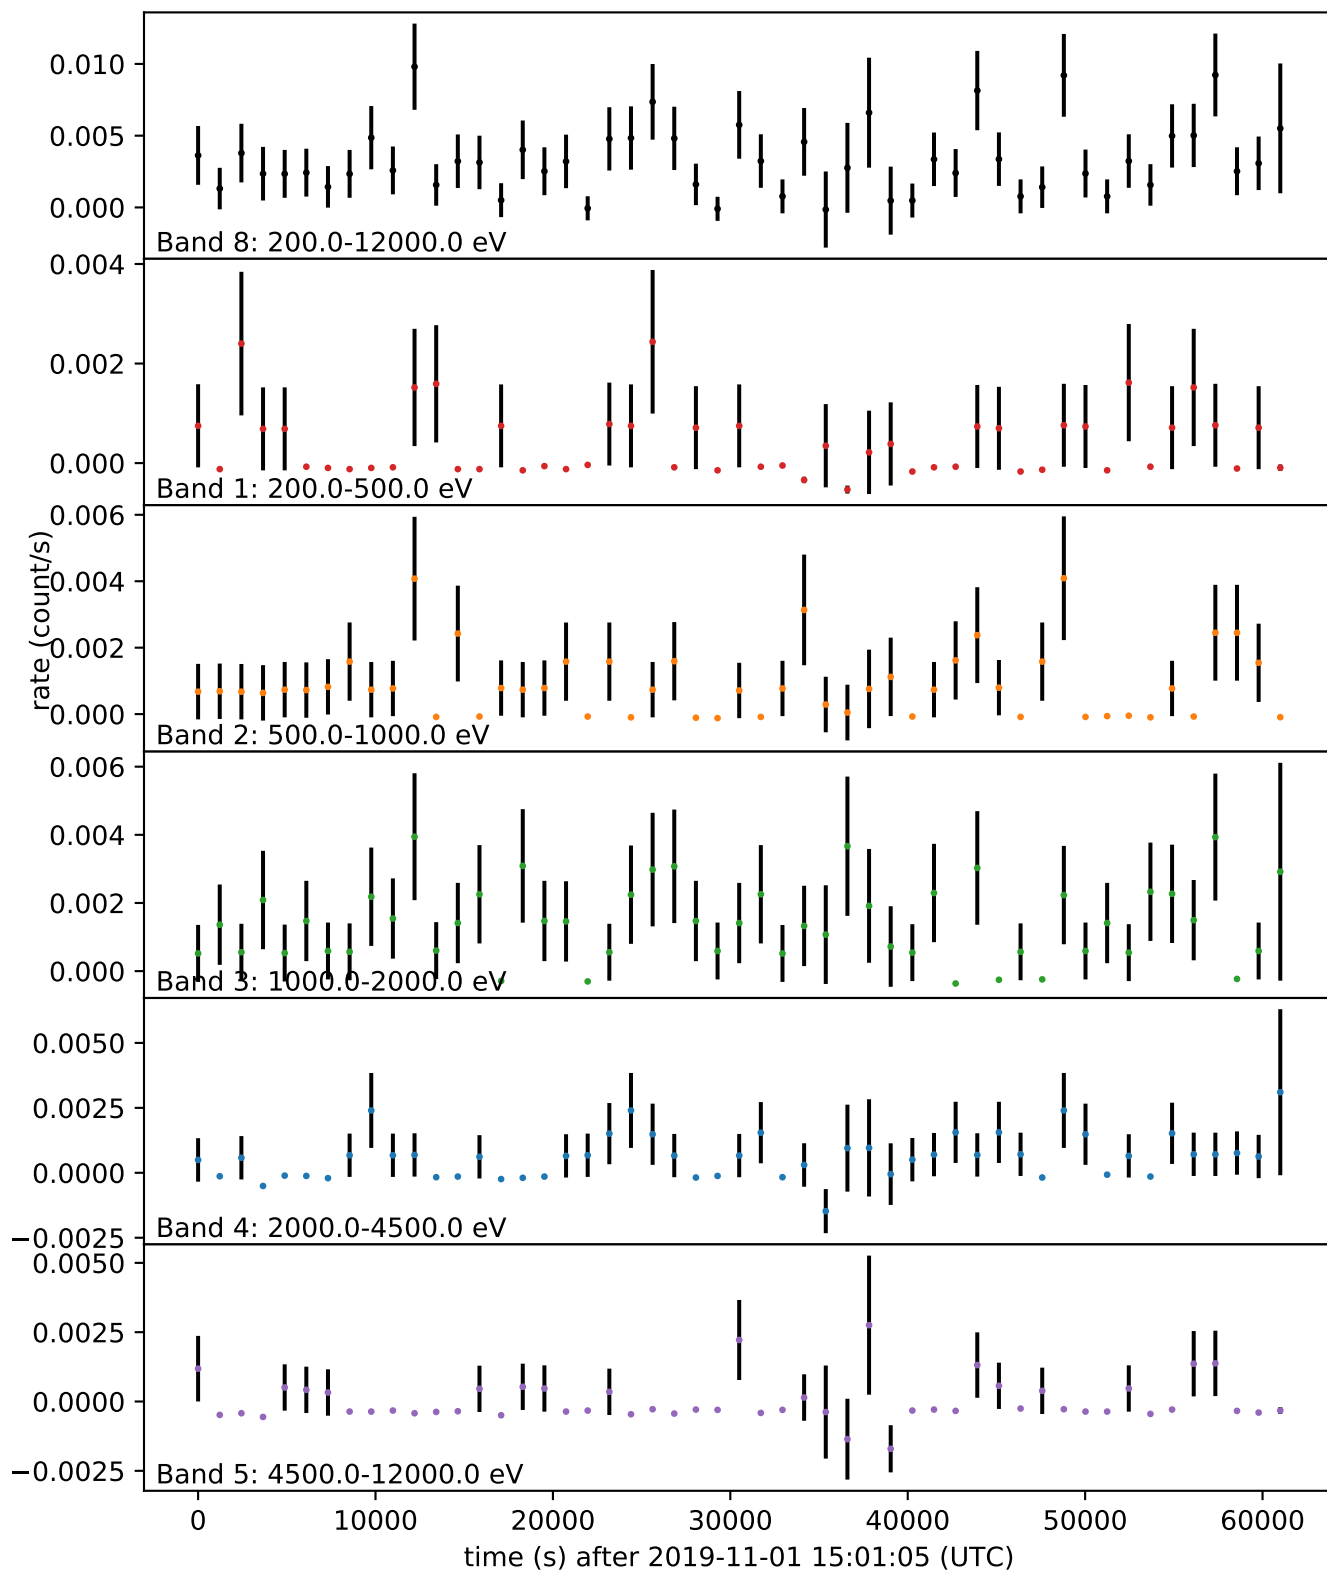 0.010
0.005
0.000
Band 8: 200.0-12000.0 eV
0.004
0.002
0.000
Band 1: 200.0-500.0 eV
rate (count/s)
0.006
0.004
0.002
0.000
Band 2: 500.0-1000.0 eV
0.006
0.004
0.002
0.000
Band 3: 1000.0-2000.0 eV
0.0050
0.0025
0.0000
−0.0025
Band 4: 2000.0-4500.0 eV
0.0050
0.0025
0.0000
−0.0025
Band 5: 4500.0-12000.0 eV
0 10000 20000 30000 40000 50000 60000
time (s) after 2019-11-01 15:01:05 (UTC)